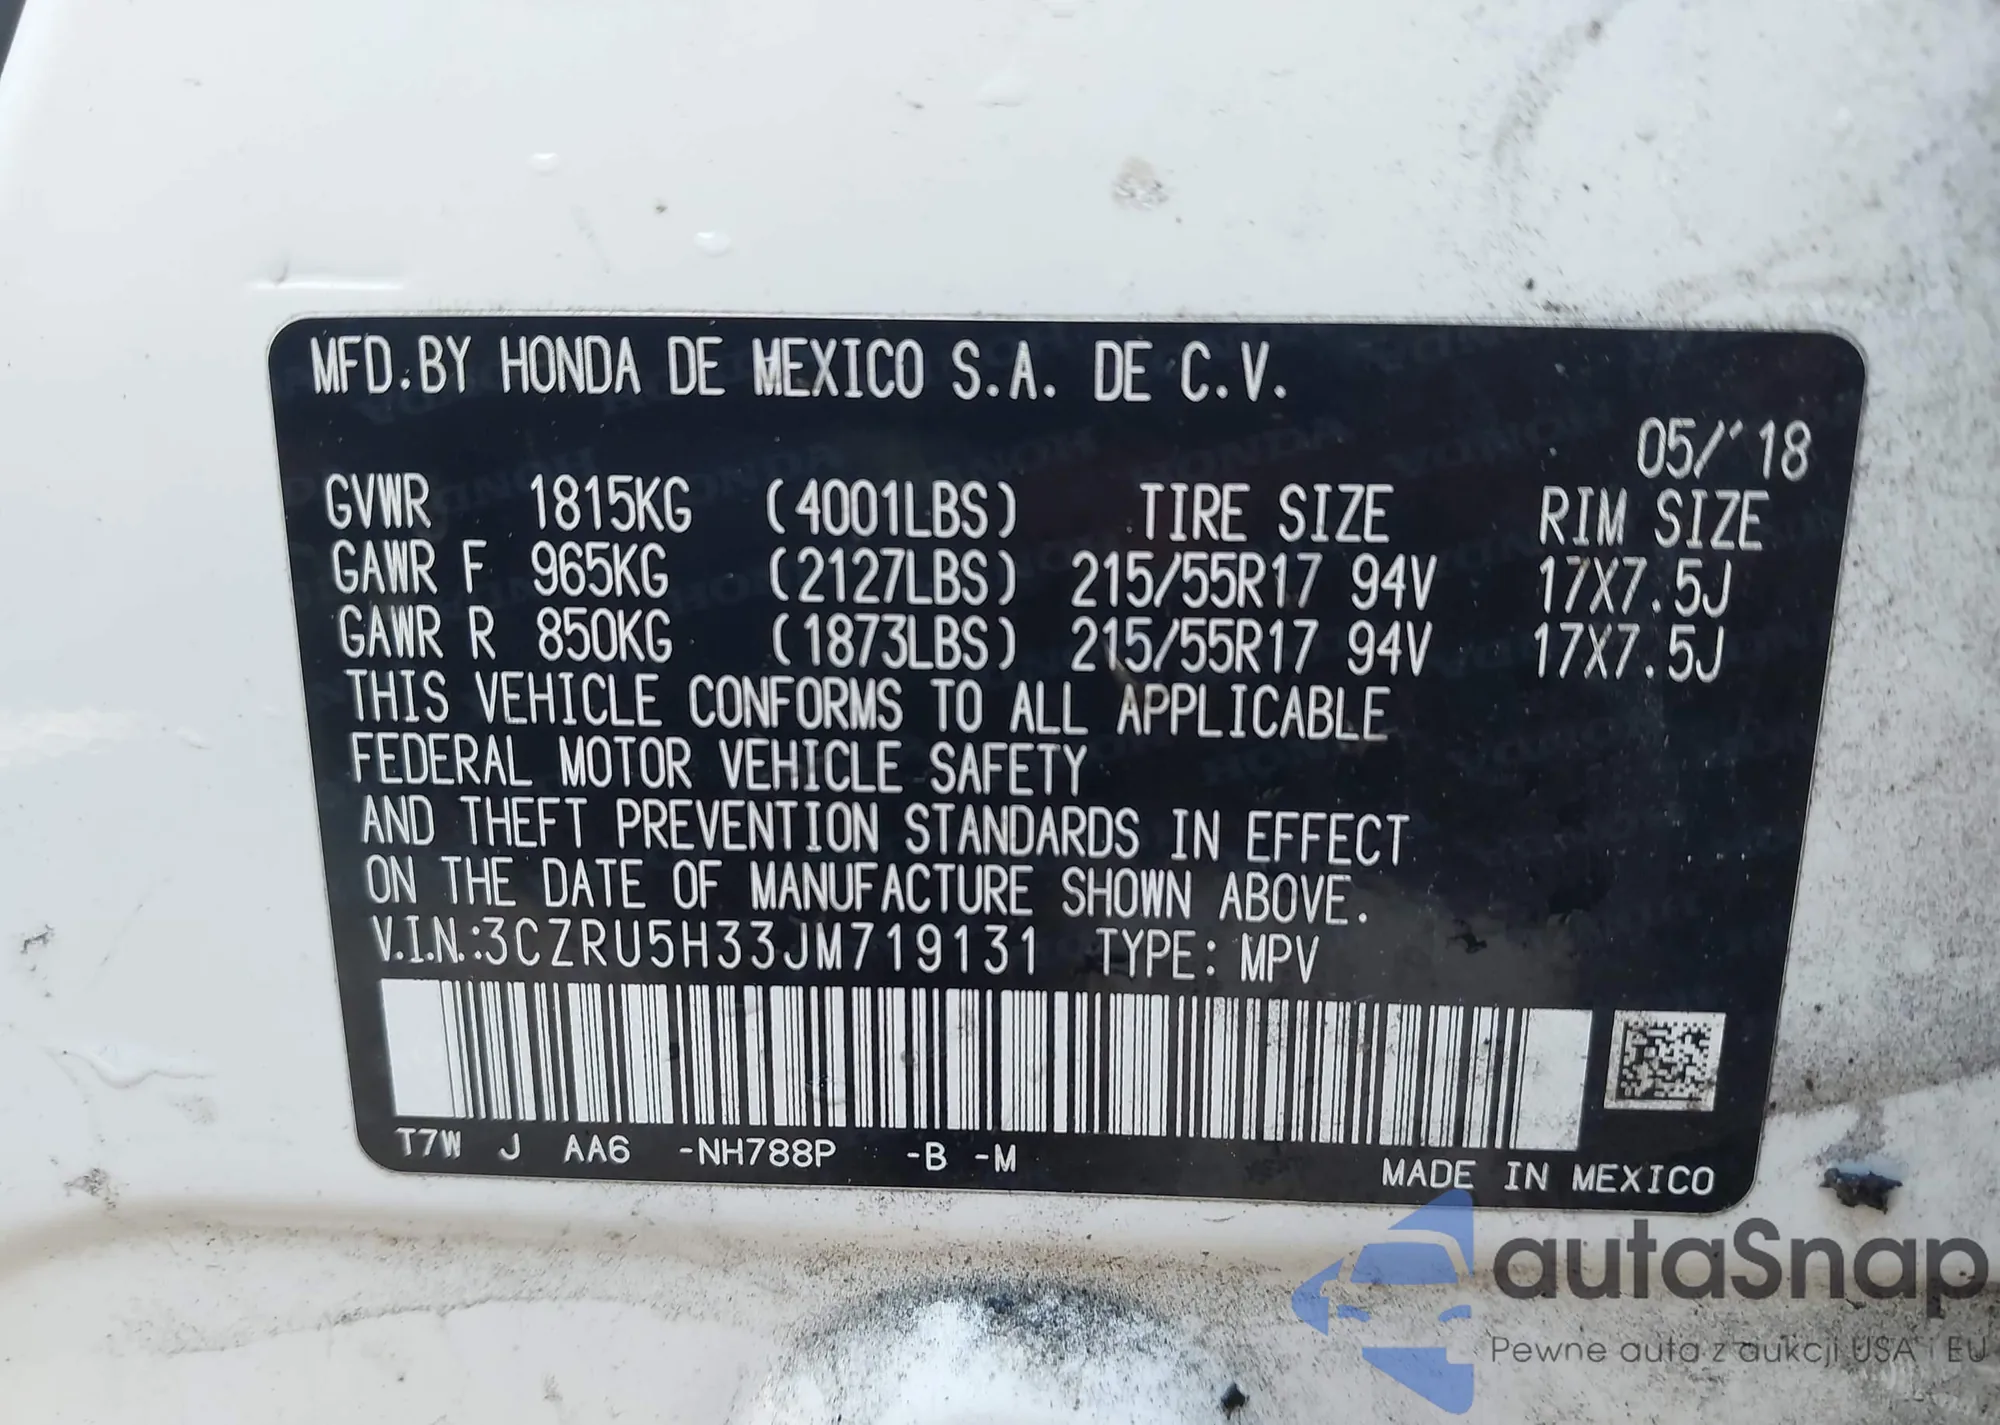 MFD.BY HONDA DE MEXICO S.A. DE C.V.
05/'18
GVWR 1815KG (4001LBS) TIRE SIZE RIM SIZE
GAWR F 965KG (2127LBS) 215/55R17 94V 17X7.5J
GAWR R 850KG (1873LBS) 215/55R17 94V 17X7.5J
THIS VEHICLE CONFORMS TO ALL APPLICABLE
FEDERAL MOTOR VEHICLE SAFETY
AND THEFT PREVENTION STANDARDS IN EFFECT
ON THE DATE OF MANUFACTURE SHOWN ABOVE.
V.I.N.:3CZRU5H33JM719131 TYPE: MPV
T7W J AA6 -NH788P -B -M
MADE IN MEXICO
autaSnap
Pewne auta z aukcji USA i EU